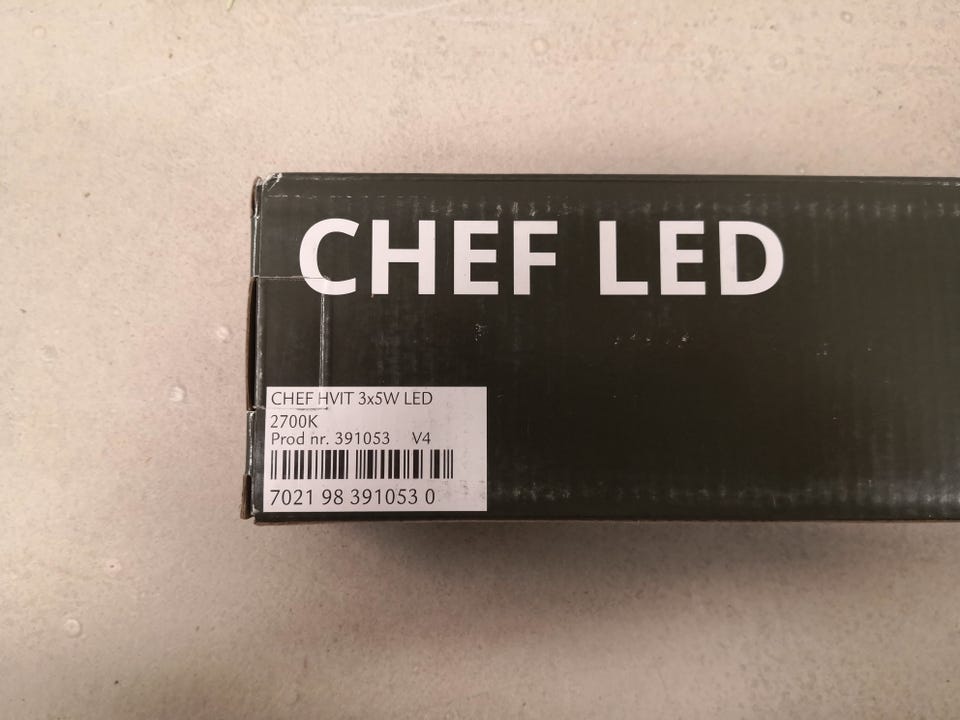 CHEF LED
CHEF HVIT 3x5W LED
2700K
Prod nr. 391053 V4
7021 98 391053 0